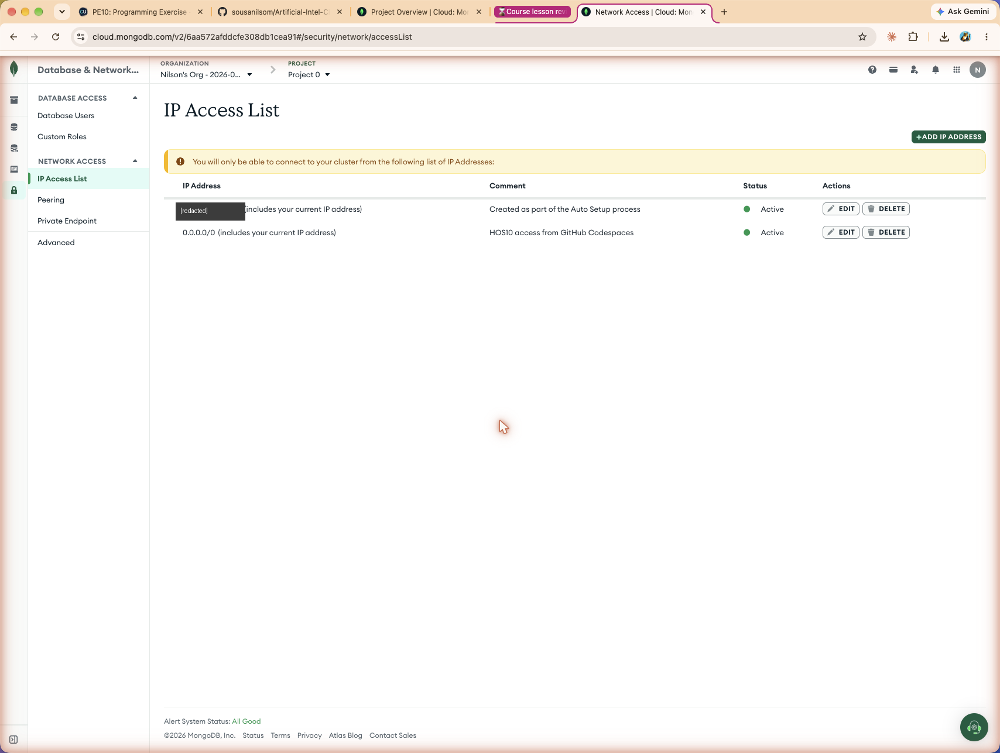 PE10: Programming Exercise
sousanilsom/Artificial-Intel-C
Project Overview | Cloud: Mo
Course lesson rev
Network Access | Cloud: Mon
Ask Gemini
cloud.mongodb.com/v2/6aa572afddcfe308db1cea91#/security/network/accessList
Database & Network...
ORGANIZATION
Nilson's Org - 2026-0...
PROJECT
Project 0
N
DATABASE ACCESS
Database Users
Custom Roles
NETWORK ACCESS
IP Access List
Peering
Private Endpoint
Advanced
IP Access List
+ADD IP ADDRESS
You will only be able to connect to your cluster from the following list of IP Addresses:
IP Address Comment Status Actions
[redacted] (includes your current IP address) Created as part of the Auto Setup process Active EDIT DELETE
0.0.0.0/0 (includes your current IP address) HOS10 access from GitHub Codespaces Active EDIT DELETE
Alert System Status: All Good
©2026 MongoDB, Inc. Status Terms Privacy Atlas Blog Contact Sales